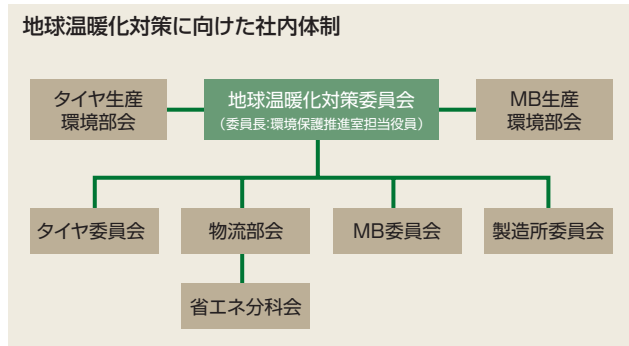 地球温暖化対策に向けた社内体制
タイヤ生産
環境部会
地球温暖化対策委員会
（委員長:環境保護推進室担当役員）
MB生産
環境部会
タイヤ委員会
物流部会
MB委員会
製造所委員会
省エネ分科会